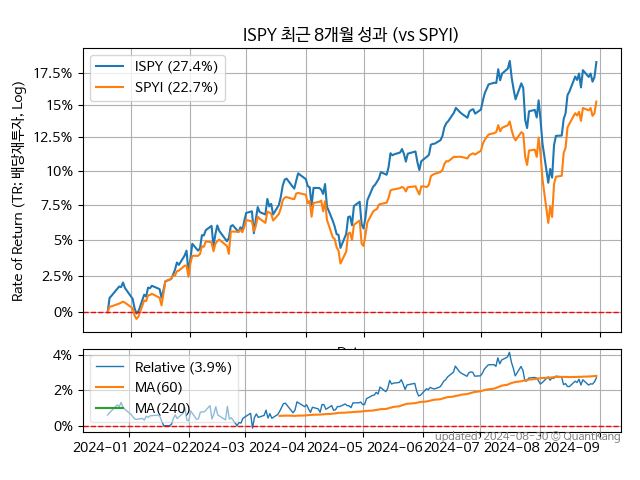 ISPY 최근 8개월 성과 (vs SPYI)
Rate of Return (TR: 배당재투자, Log)
17.5%
15%
12.5%
10%
7.5%
5%
2.5%
0%
ISPY (27.4%)
SPYI (22.7%)
4%
2%
0%
Relative (3.9%)
MA(60)
MA(240)
2024-01 2024-02 2024-03 2024-04 2024-05 2024-06 2024-07 2024-08 2024-09
updated: 2024-08-30 © Quantkang